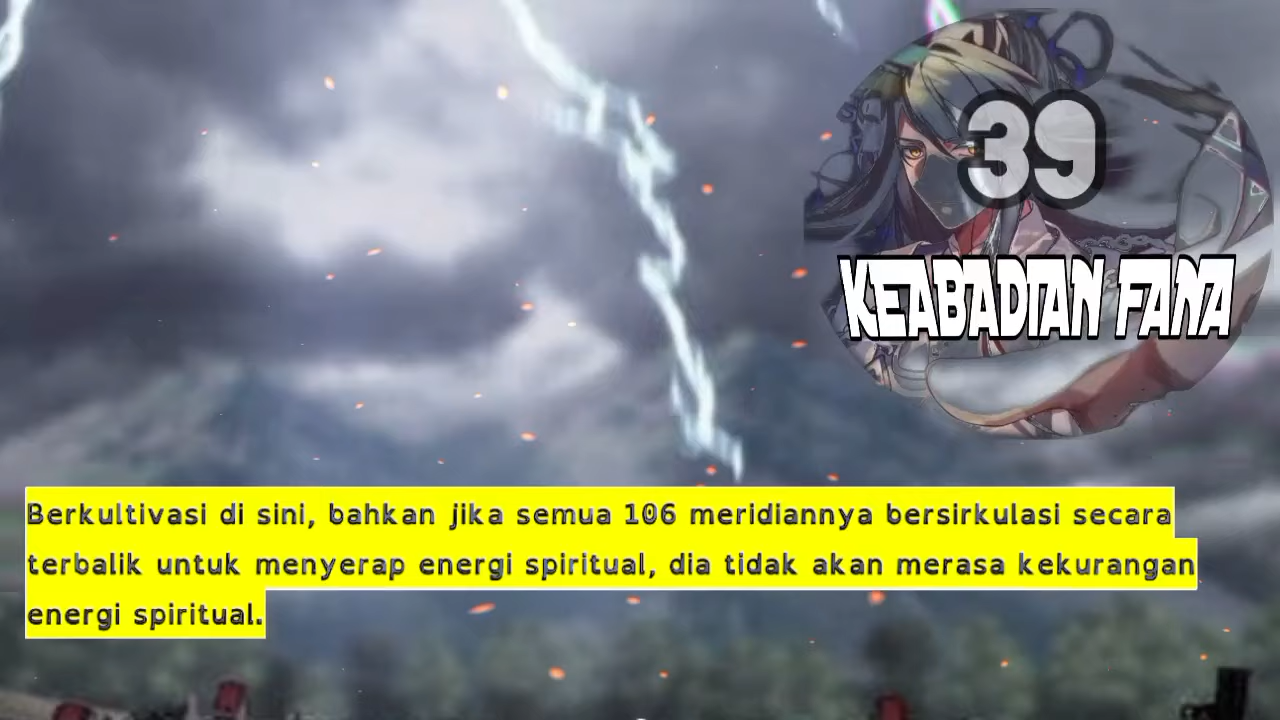 39
KEABADIAN FANA
Berkultivasi di sini, bahkan jika semua 106 meridiannya bersirkulasi secara
terbalik untuk menyerap energi spiritual, dia tidak akan merasa kekurangan
energi spiritual.